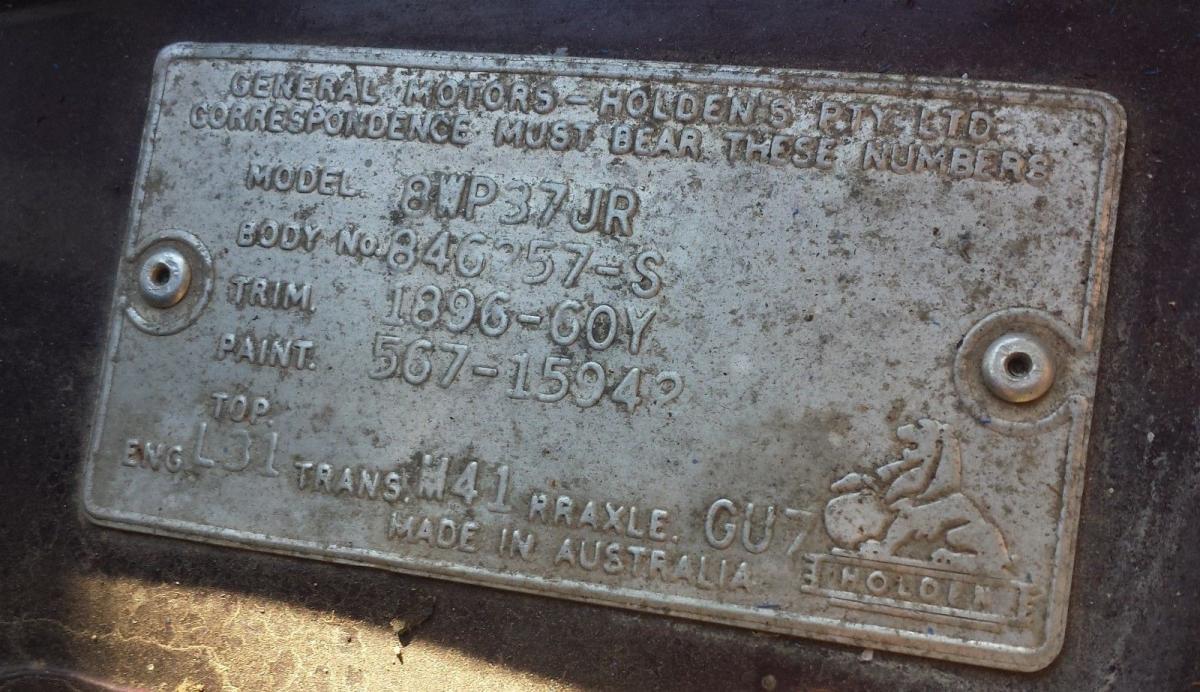 GENERAL MOTORS – HOLDEN'S PTY. LTD.
CORRESPONDENCE MUST BEAR THESE NUMBERS
MODEL. 8WP37JR
BODY No.
TRIM. 1896-60Y
PAINT.
TOP.
ENG. L31 TRANS. M41 RRAXLE. GU7
MADE IN AUSTRALIA
HOLDEN